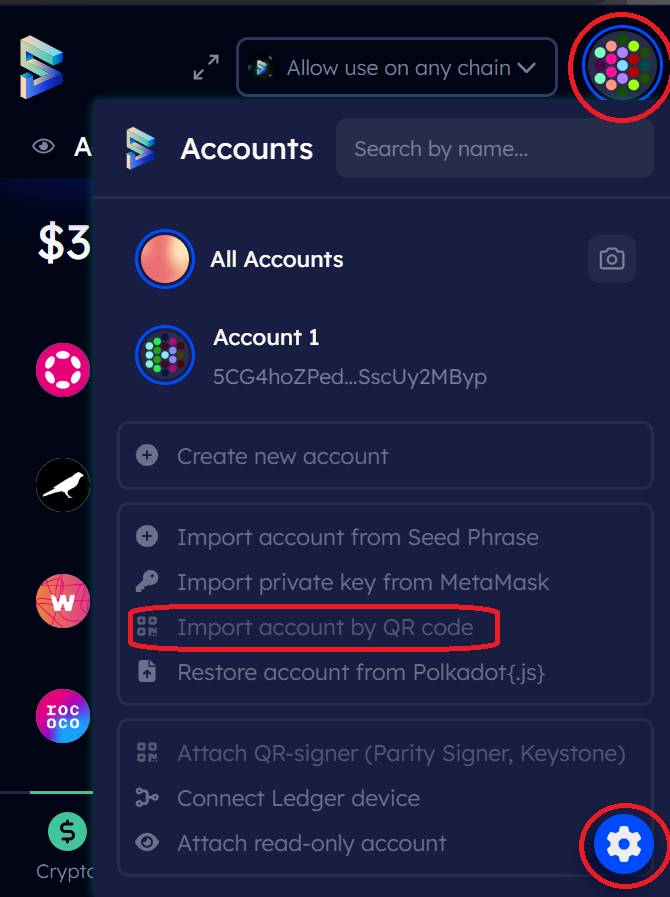 Allow use on any chain
A
Accounts
Search by name...
$3
All Accounts
Account 1
5CG4hoZPed...SscUy2MByp
Create new account
Import account from Seed Phrase
Import private key from MetaMask
W
Import account by QR code
Restore account from Polkadot{.js}
roc
oco
Attach QR-signer (Parity Signer, Keystone)
Connect Ledger device
$
Attach read-only account
Crypto